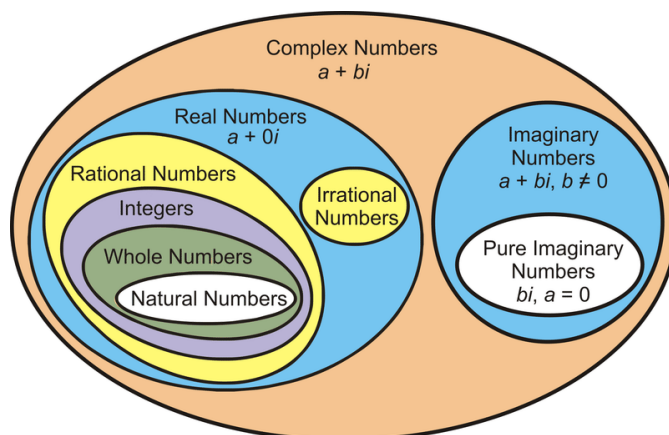 Complex Numbers
a + bi
Real Numbers
a + 0i
Rational Numbers
Integers
Whole Numbers
Natural Numbers
Irrational
Numbers
Imaginary
Numbers
a + bi, b ≠ 0
Pure Imaginary
Numbers
bi, a = 0